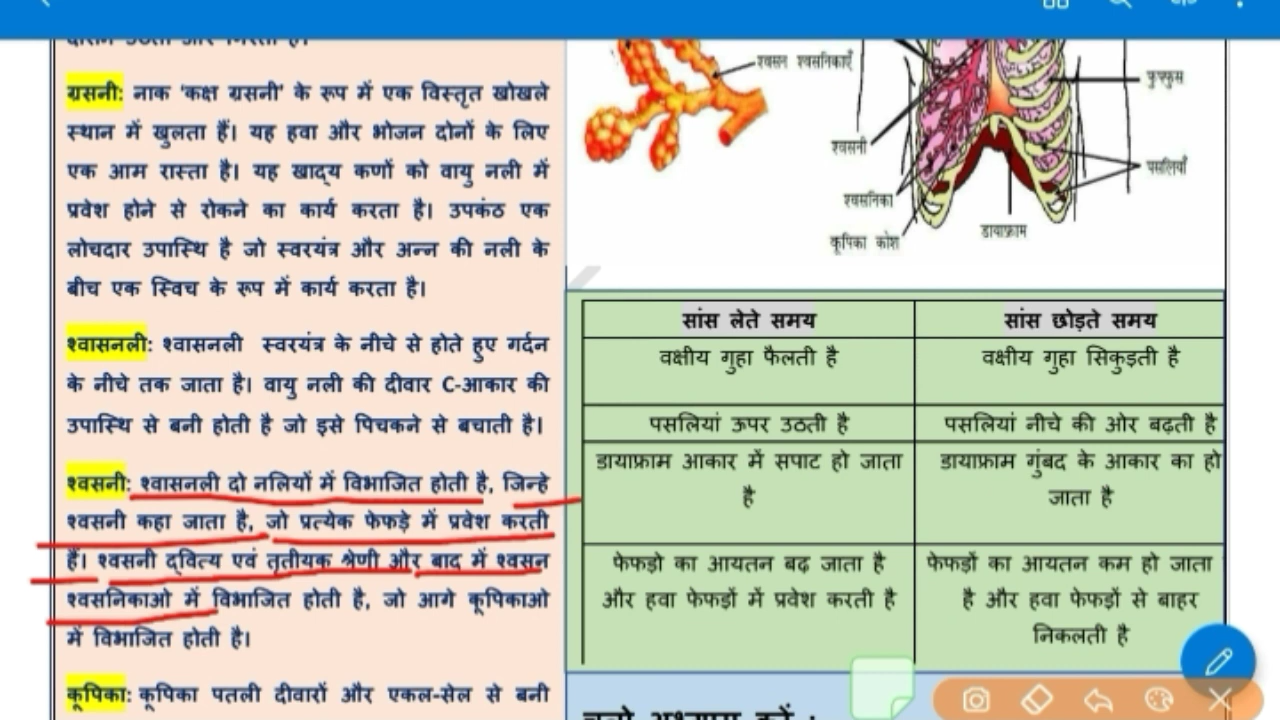 ग्रसनी: नाक 'कक्ष ग्रसनी' के रूप में एक विस्तृत खोखले
स्थान में खुलता हैं। यह हवा और भोजन दोनों के लिए
एक आम रास्ता है। यह खाद्य कणों को वायु नली में
प्रवेश होने से रोकने का कार्य करता है। उपकंठ एक
लोचदार उपास्थि है जो स्वरयंत्र और अन्न की नली के
बीच एक स्विच के रूप में कार्य करता है।
श्वासनली: श्वासनली स्वरयंत्र के नीचे से होते हुए गर्दन
के नीचे तक जाता है। वायु नली की दीवार C-आकार की
उपास्थि से बनी होती है जो इसे पिचकने से बचाती है।
श्वसनी: श्वासनली दो नलियों में विभाजित होती है, जिन्हे
श्वसनी कहा जाता है, जो प्रत्येक फेफड़े में प्रवेश करती
हैं। श्वसनी द्वित्य एवं तृतीयक श्रेणी और बाद में श्वसन
श्वसनिकाओ में विभाजित होती है, जो आगे कूपिकाओ
में विभाजित होती है।
कूपिका: कूपिका पतली दीवारों और एकल-सेल से बनी
श्वसन श्वसनिकाएँ
फुफ्फुस
श्वसनी
पसलियाँ
श्वसनिका
कूपिका कोश
डायाफ्राम
सांस लेते समय
सांस छोड़ते समय
वक्षीय गुहा फैलती है
वक्षीय गुहा सिकुड़ती है
पसलियां ऊपर उठती है
पसलियां नीचे की ओर बढ़ती है
डायाफ्राम आकार में सपाट हो जाता
है
डायाफ्राम गुंबद के आकार का हो
जाता है
फेफड़ो का आयतन बढ़ जाता है
और हवा फेफड़ों में प्रवेश करती है
फेफड़ों का आयतन कम हो जाता
है और हवा फेफड़ों से बाहर
निकलती है